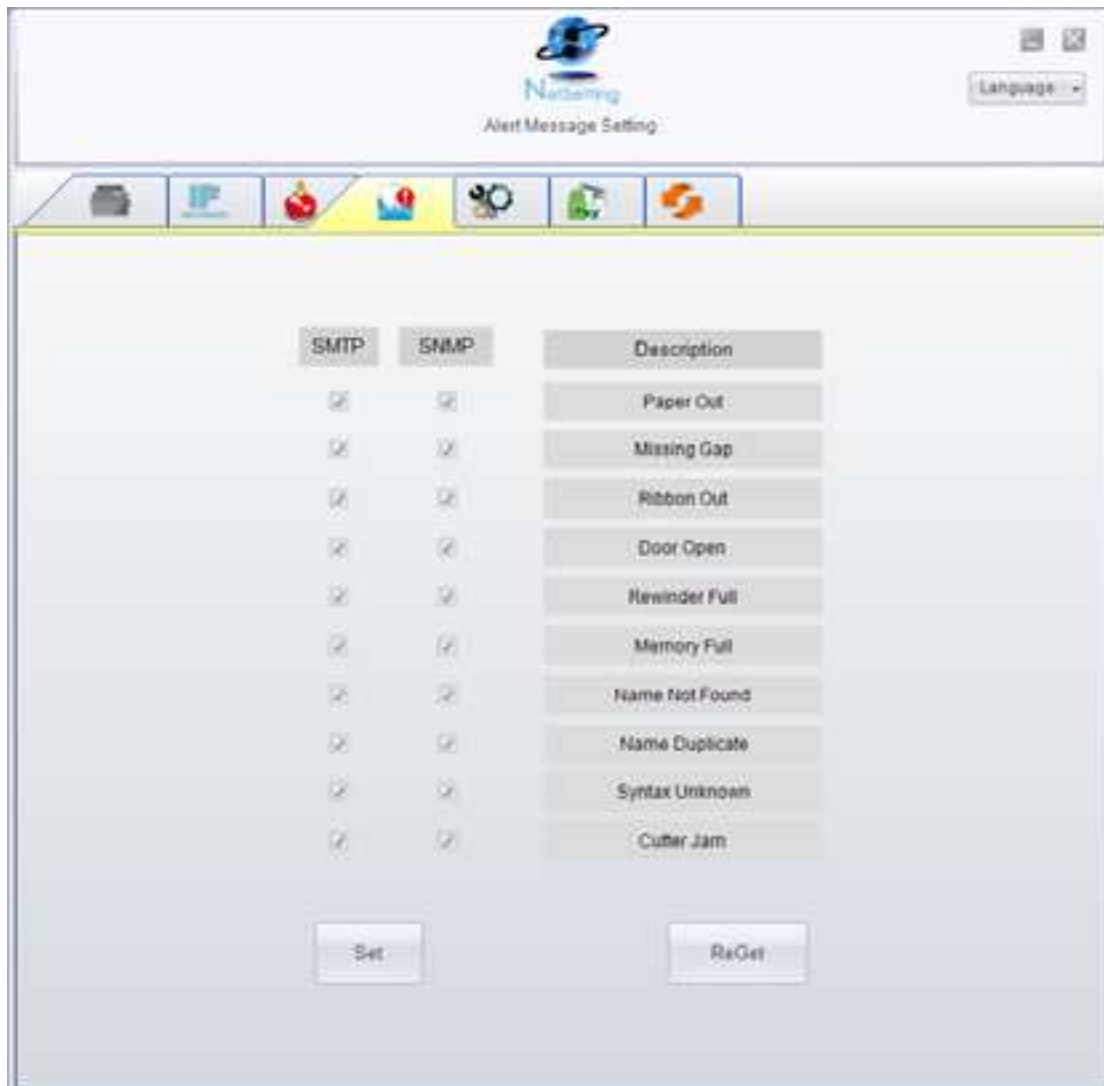 Language
Alert Message Setting
IP
SMTP SNMP Description
Paper Out
Missing Gap
Ribbon Out
Door Open
Rewinder Full
Memory Full
Name Not Found
Name Duplicate
Syntax Unknown
Cutter Jam
Set ReGet